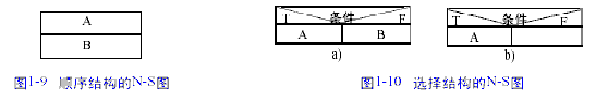 A
B
图1-9 顺序结构的N-S图
T 条件 F
A B
a)
T 条件 F
A
b)
图1-10 选择结构的N-S图